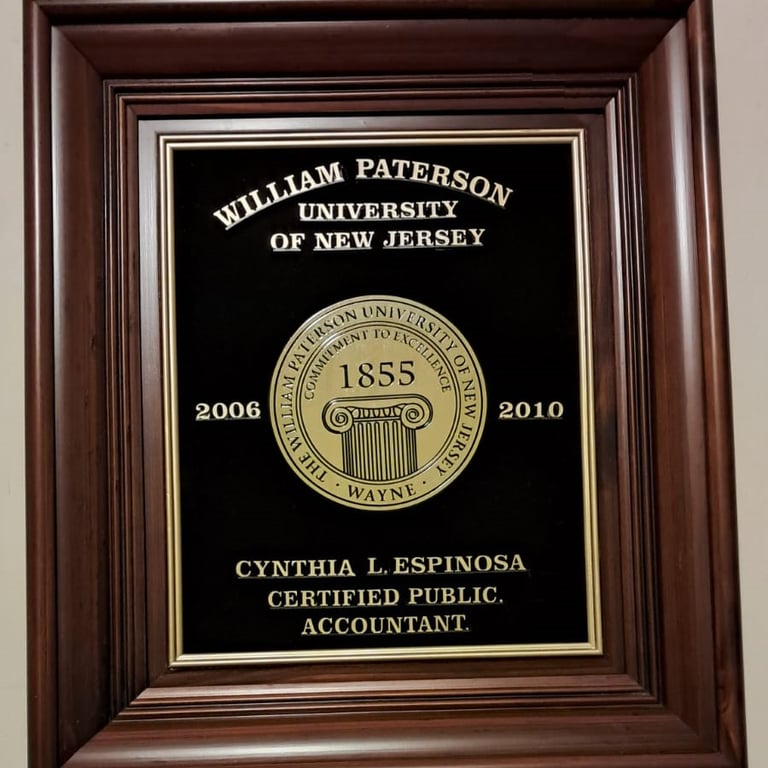 WILLIAM PATERSON
UNIVERSITY
OF NEW JERSEY
THE WILLIAM PATERSON UNIVERSITY OF NEW JERSEY
COMMITMENT TO EXCELLENCE
1855
2006
2010
· WAYNE ·
CYNTHIA L. ESPINOSA
CERTIFIED PUBLIC.
ACCOUNTANT.